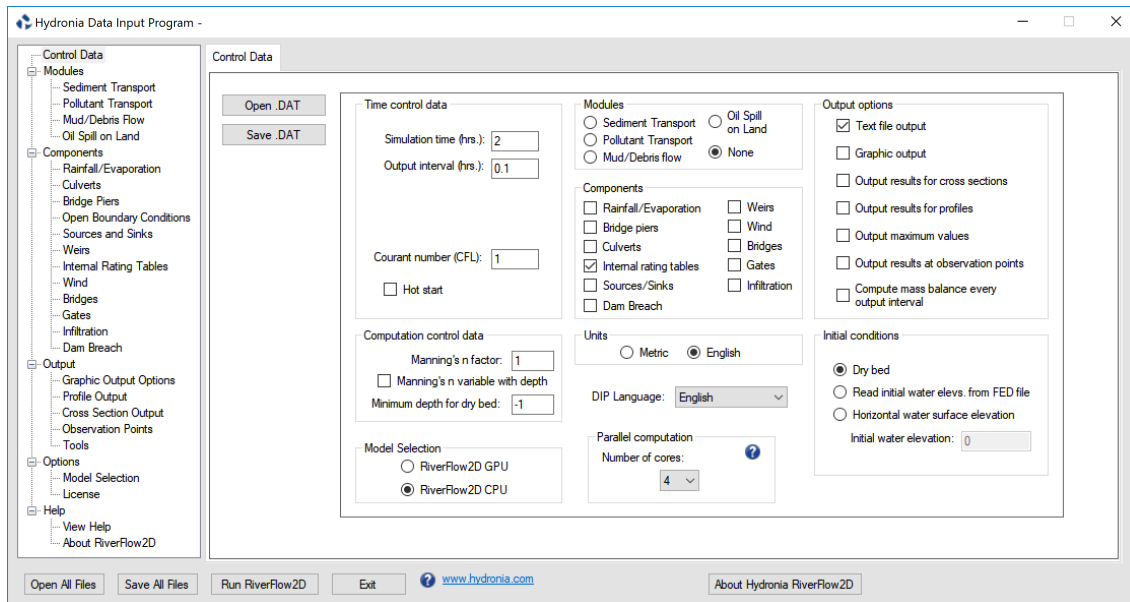 Hydronia Data Input Program -
Control Data
Modules
Sediment Transport
Pollutant Transport
Mud/Debris Flow
Oil Spill on Land
Components
Rainfall/Evaporation
Culverts
Bridge Piers
Open Boundary Conditions
Sources and Sinks
Weirs
Internal Rating Tables
Wind
Bridges
Gates
Infiltration
Dam Breach
Output
Graphic Output Options
Profile Output
Cross Section Output
Observation Points
Tools
Options
Model Selection
License
Help
View Help
About RiverFlow2D
Control Data
Open .DAT
Save .DAT
Time control data
Simulation time (hrs.): 2
Output interval (hrs.): 0.1
Courant number (CFL): 1
Hot start
Computation control data
Manning's n factor: 1
Manning's n variable with depth
Minimum depth for dry bed: -1
Model Selection
RiverFlow2D GPU
RiverFlow2D CPU
Modules
Sediment Transport
Pollutant Transport
Mud/Debris flow
Oil Spill
on Land
None
Components
Rainfall/Evaporation
Bridge piers
Culverts
Internal rating tables
Sources/Sinks
Dam Breach
Weirs
Wind
Bridges
Gates
Infiltration
Units
Metric
English
DIP Language: English
Parallel computation
Number of cores:
4
Output options
Text file output
Graphic output
Output results for cross sections
Output results for profiles
Output maximum values
Output results at observation points
Compute mass balance every
output interval
Initial conditions
Dry bed
Read initial water elevs. from FED file
Horizontal water surface elevation
Initial water elevation: 0
Open All Files
Save All Files
Run RiverFlow2D
Exit
www.hydronia.com
About Hydronia RiverFlow2D